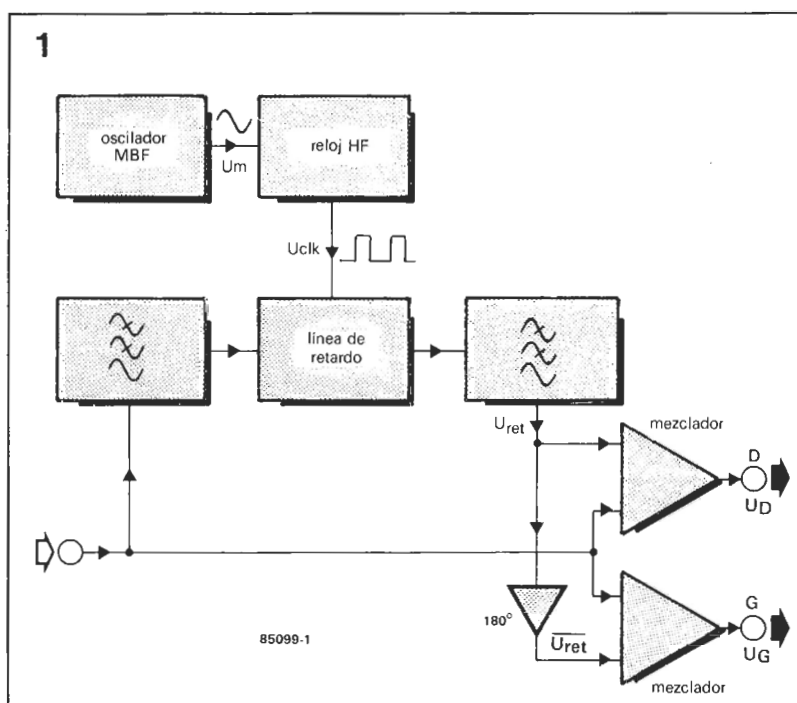 1
oscilador
MBF
Um
reloj HF
Uclk
línea de
retardo
Uret
mezclador
D
UD
180°
Uret
G
UG
mezclador
85099-1